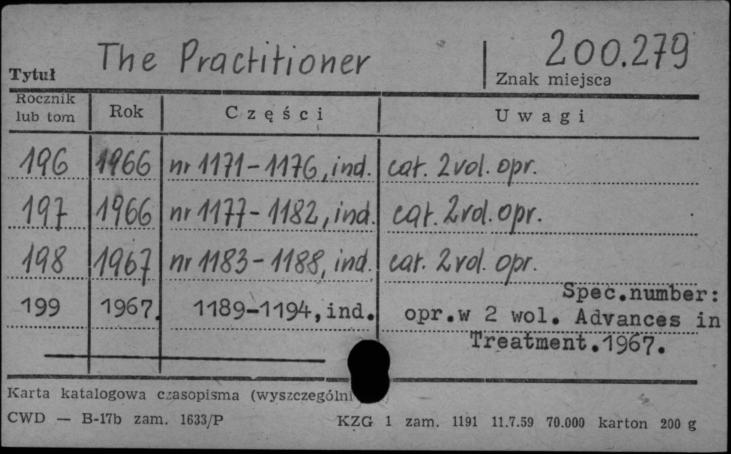 The Practitioner 200.279
Tytuł Znak miejsca
Rocznik lub tom Rok Części Uwagi
196 1966 nr 1171-1176, ind. cat. 2 vol. opr.
197 1966 nr 1177-1182, ind. cat. 2 vol. opr.
198 1967 nr 1183-1188, ind. cat. 2 vol. opr.
Spec.number:
199 1967. 1189-1194, ind. opr.w 2 wol. Advances in
Treatment.1967.
Karta katalogowa czasopisma (wyszczególni
CWD — B-17b zam. 1633/P KZG 1 zam. 1191 11.7.59 70.000 karton 200 g